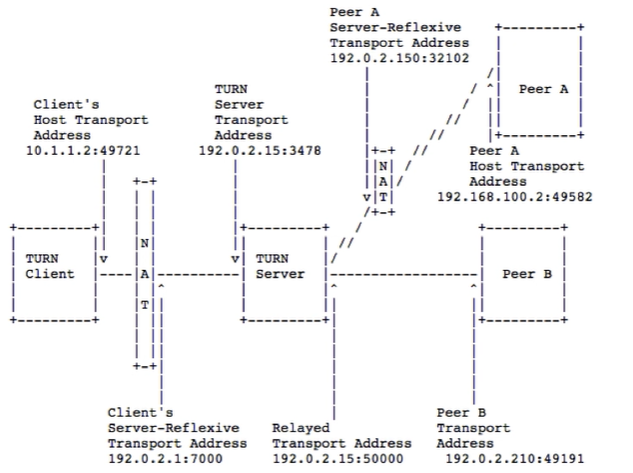 Peer A
Server-Reflexive
Transport Address
192.0.2.150:32102
TURN
Server
Transport
Address
192.0.2.15:3478
Client's
Host Transport
Address
10.1.1.2:49721
Peer A
Peer A
Host Transport
Address
192.168.100.2:49582
N
A
T
TURN
Client
N
A
T
TURN
Server
Peer B
Client's
Server-Reflexive
Transport Address
192.0.2.1:7000
Relayed
Transport Address
192.0.2.15:50000
Peer B
Transport
Address
192.0.2.210:49191